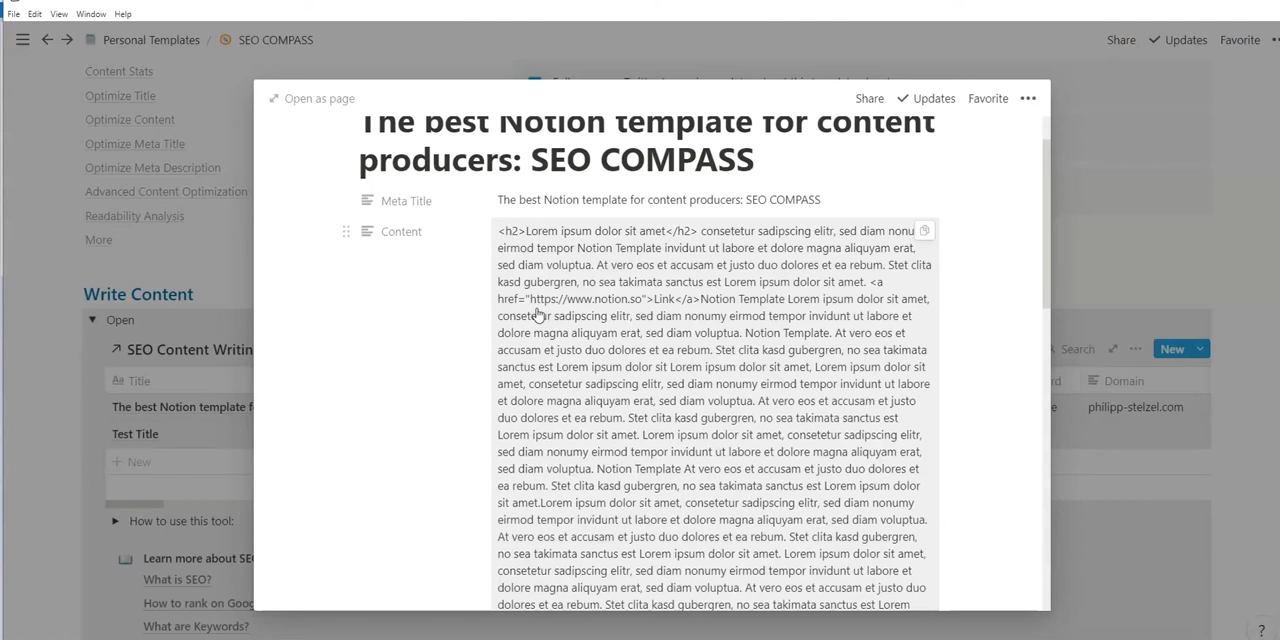 File Edit View Window Help
Personal Templates / SEO COMPASS
Share Updates Favorite
Content Stats
Optimize Title
Optimize Content
Optimize Meta Title
Optimize Meta Description
Advanced Content Optimization
Readability Analysis
More
Write Content
Open
SEO Content Writin
Search
New
Aa Title
Domain
The best Notion template f
philipp-stelzel.com
Test Title
New
How to use this tool:
Learn more about SE
What is SEO?
How to rank on Goo
What are Keywords?
Open as page
Share Updates Favorite
The best Notion template for content
producers: SEO COMPASS
Meta Title
The best Notion template for content producers: SEO COMPASS
Content
<h2>Lorem ipsum dolor sit amet</h2> consetetur sadipscing elitr, sed diam nonu
eirmod tempor Notion Template invidunt ut labore et dolore magna aliquyam erat,
sed diam voluptua. At vero eos et accusam et justo duo dolores et ea rebum. Stet clita
kasd gubergren, no sea takimata sanctus est Lorem ipsum dolor sit amet. <a
href="https://www.notion.so">Link</a>Notion Template Lorem ipsum dolor sit amet,
consetetur sadipscing elitr, sed diam nonumy eirmod tempor invidunt ut labore et
dolore magna aliquyam erat, sed diam voluptua. Notion Template. At vero eos et
accusam et justo duo dolores et ea rebum. Stet clita kasd gubergren, no sea takimata
sanctus est Lorem ipsum dolor sit Lorem ipsum dolor sit amet, Lorem ipsum dolor sit
amet, consetetur sadipscing elitr, sed diam nonumy eirmod tempor invidunt ut labore
et dolore magna aliquyam erat, sed diam voluptua. At vero eos et accusam et justo
duo dolores et ea rebum. Stet clita kasd gubergren, no sea takimata sanctus est
Lorem ipsum dolor sit amet. Lorem ipsum dolor sit amet, consetetur sadipscing elitr,
sed diam nonumy eirmod tempor invidunt ut labore et dolore magna aliquyam erat,
sed diam voluptua. Notion Template At vero eos et accusam et justo duo dolores et
ea rebum. Stet clita kasd gubergren, no sea takimata sanctus est Lorem ipsum dolor
sit amet.Lorem ipsum dolor sit amet, consetetur sadipscing elitr, sed diam nonumy
eirmod tempor invidunt ut labore et dolore magna aliquyam erat, sed diam voluptua.
At vero eos et accusam et justo duo dolores et ea rebum. Stet clita kasd gubergren,
no sea takimata sanctus est Lorem ipsum dolor sit amet. Lorem ipsum dolor sit amet,
consetetur sadipscing elitr, sed diam nonumy eirmod tempor invidunt ut labore et
dolore magna aliquyam erat, sed diam voluptua. At vero eos et accusam et justo duo
dolores et ea rebum. Stet clita kasd gubergren, no sea takimata sanctus est Lorem
?